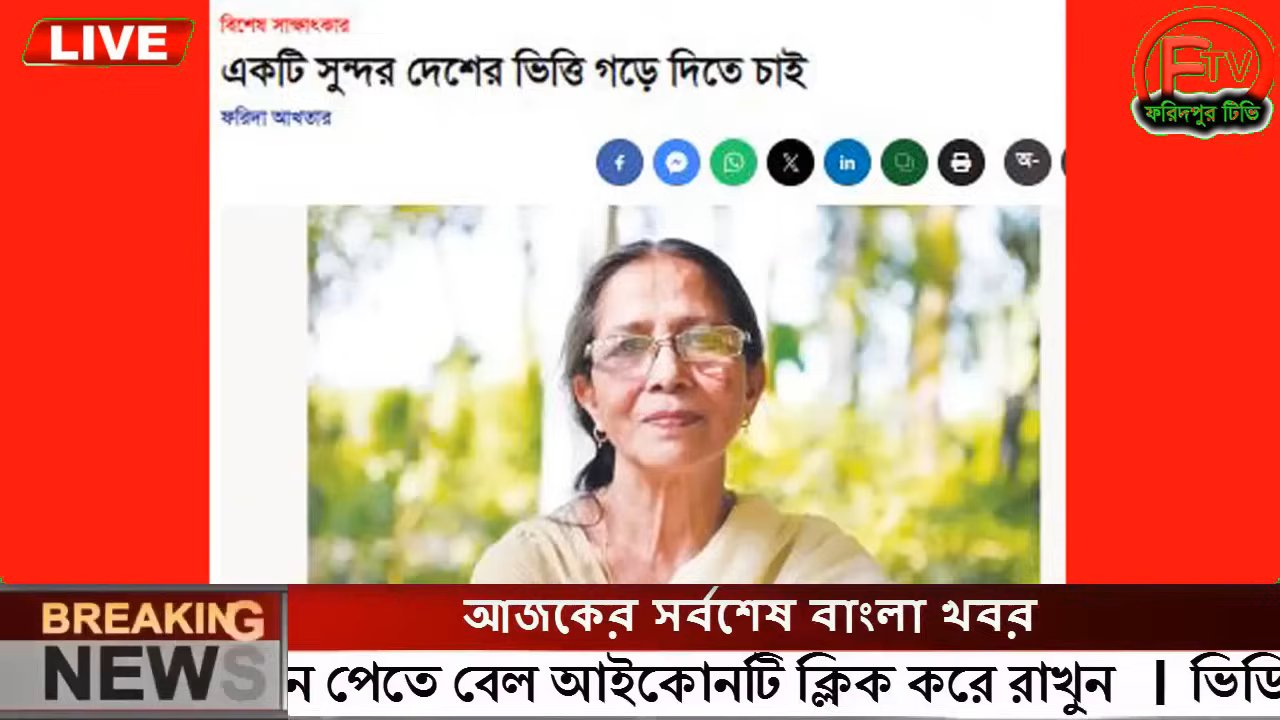 LIVE
বিশেষ সাক্ষাৎকার
একটি সুন্দর দেশের ভিত্তি গড়ে দিতে চাই
ফরিদা আখতার
অ-
FTV
ফরিদপুর টিভি
BREAKING
NEWS
আজকের সর্বশেষ বাংলা খবর
ন পেতে বেল আইকোনটি ক্লিক করে রাখুন । ভিডি